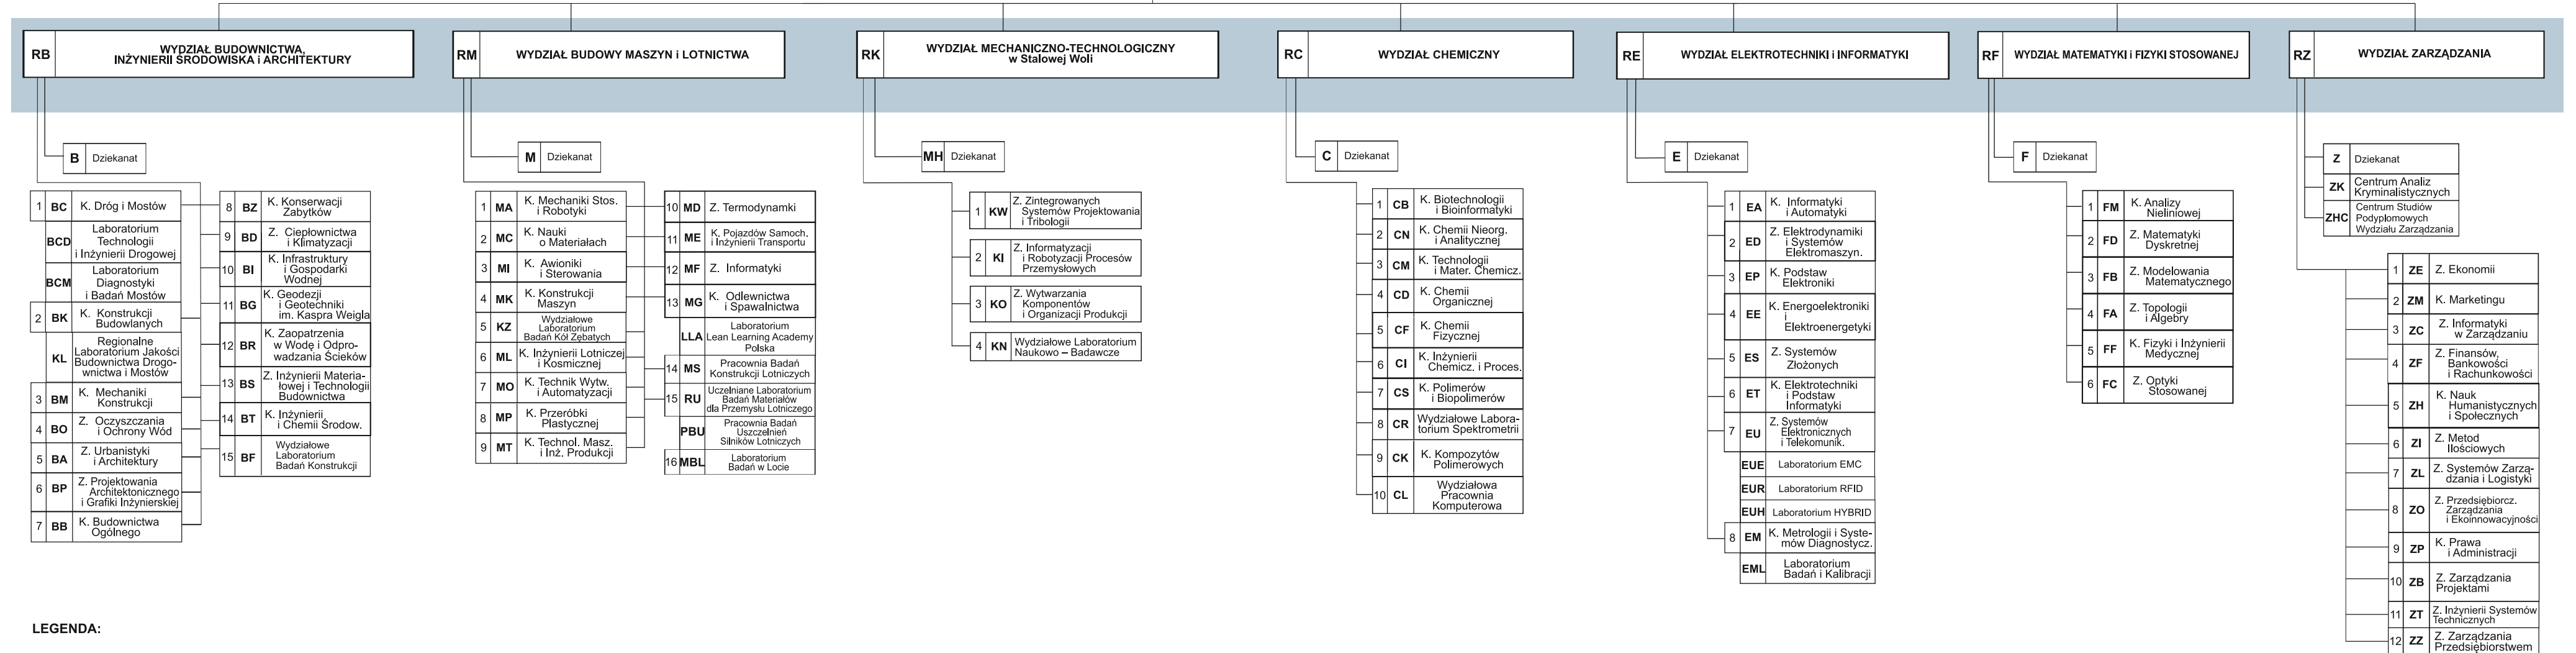 RB
WYDZIAŁ BUDOWNICTWA,
INŻYNIERII ŚRODOWISKA i ARCHITEKTURY
B
Dziekanat
1 BC K. Dróg i Mostów
BCD Laboratorium
Technologii
i Inżynierii Drogowej
BCM Laboratorium
Diagnostyki
i Badań Mostów
2 BK K. Konstrukcji
Budowlanych
KL Regionalne
Laboratorium Jakości
Budownictwa Drogo-
wnictwa i Mostów
3 BM K. Mechaniki
Konstrukcji
4 BO Z. Oczyszczania
i Ochrony Wód
5 BA Z. Urbanistyki
i Architektury
6 BP Z. Projektowania
Architektonicznego
i Grafiki Inżynierskiej
7 BB K. Budownictwa
Ogólnego
8 BZ K. Konserwacji
Zabytków
9 BD Z. Ciepłownictwa
i Klimatyzacji
10 BI K. Infrastruktury
i Gospodarki
Wodnej
11 BG K. Geodezji
i Geotechniki
im. Kaspra Weigla
12 BR K. Zaopatrzenia
w Wodę i Odpro-
wadzania Ścieków
13 BS Z. Inżynierii Materia-
łowej i Technologii
Budownictwa
14 BT K. Inżynierii
i Chemii Środow.
15 BF Wydziałowe
Laboratorium
Badań Konstrukcji
RM
WYDZIAŁ BUDOWY MASZYN i LOTNICTWA
M
Dziekanat
1 MA K. Mechaniki Stos.
i Robotyki
2 MC K. Nauki
o Materiałach
3 MI K. Awioniki
i Sterowania
4 MK K. Konstrukcji
Maszyn
5 KZ Wydziałowe
Laboratorium
Badań Kół Zębatych
6 ML K. Inżynierii Lotniczej
i Kosmicznej
7 MO K. Technik Wytw.
i Automatyzacji
8 MP K. Przeróbki
Plastycznej
9 MT K. Technol. Masz.
i Inż. Produkcji
10 MD Z. Termodynamki
11 ME K. Pojazdów Samoch.
i Inżynierii Transportu
12 MF Z. Informatyki
13 MG K. Odlewnictwa
i Spawalnictwa
LLA Laboratorium
Lean Learning Academy
Polska
14 MS Pracownia Badań
Konstrukcji Lotniczych
15 RU Uczelniane Laboratorium
Badań Materiałów
dla Przemysłu Lotniczego
PBU Pracownia Badań
Uszczelnień
Silników Lotniczych
16 MBL Laboratorium
Badań w Locie
RK
WYDZIAŁ MECHANICZNO-TECHNOLOGICZNY
w Stalowej Woli
MH
Dziekanat
1 KW Z. Zintegrowanych
Systemów Projektowania
i Tribologii
2 KI Z. Informatyzacji
i Robotyzacji Procesów
Przemysłowych
3 KO Z. Wytwarzania
Komponentów
i Organizacji Produkcji
4 KN Wydziałowe Laboratorium
Naukowo – Badawcze
RC
WYDZIAŁ CHEMICZNY
C
Dziekanat
1 CB K. Biotechnologii
i Bioinformatyki
2 CN K. Chemii Nieorg.
i Analitycznej
3 CM K. Technologii
i Mater. Chemicz.
4 CD K. Chemii
Organicznej
5 CF K. Chemii
Fizycznej
6 CI K. Inżynierii
Chemicz. i Proces.
7 CS K. Polimerów
i Biopolimerów
8 CR Wydziałowe Labora-
torium Spektrometrii
9 CK K. Kompozytów
Polimerowych
10 CL Wydziałowa
Pracownia
Komputerowa
RE
WYDZIAŁ ELEKTROTECHNIKI i INFORMATYKI
E
Dziekanat
1 EA K. Informatyki
i Automatyki
2 ED Z. Elektrodynamiki
i Systemów
Elektromaszyn.
3 EP K. Podstaw
Elektroniki
4 EE K. Energoelektroniki
i
Elektroenergetyki
5 ES Z. Systemów
Złożonych
6 ET K. Elektrotechniki
i Podstaw
Informatyki
7 EU Z. Systemów
Elektronicznych
i Telekomunik.
EUE Laboratorium EMC
EUR Laboratorium RFID
EUH Laboratorium HYBRID
8 EM K. Metrologii i Syste-
mów Diagnostycz.
EML Laboratorium
Badań i Kalibracji
RF
WYDZIAŁ MATEMATYKI i FIZYKI STOSOWANEJ
F
Dziekanat
1 FM K. Analizy
Nieliniowej
2 FD Z. Matematyki
Dyskretnej
3 FB Z. Modelowania
Matematycznego
4 FA Z. Topologii
i Algebry
5 FF K. Fizyki i Inżynierii
Medycznej
6 FC Z. Optyki
Stosowanej
RZ
WYDZIAŁ ZARZĄDZANIA
Z
Dziekanat
ZK Centrum Analiz
Kryminalistycznych
ZHC Centrum Studiów
Podyplomowych
Wydziału Zarządzania
1 ZE Z. Ekonomii
2 ZM K. Marketingu
3 ZC Z. Informatyki
w Zarządzaniu
4 ZF Z. Finansów,
Bankowości
i Rachunkowości
5 ZH K. Nauk
Humanistycznych
i Społecznych
6 ZI Z. Metod
Ilościowych
7 ZL Z. Systemów Zarzą-
dzania i Logistyki
8 ZO Z. Przedsiębiorcz.
Zarządzania
i Ekoinnowacyjności
9 ZP K. Prawa
i Administracji
10 ZB Z. Zarządzania
Projektami
11 ZT Z. Inżynierii Systemów
Technicznych
12 ZZ Z. Zarządzania
Przedsiębiorstwem
LEGENDA: